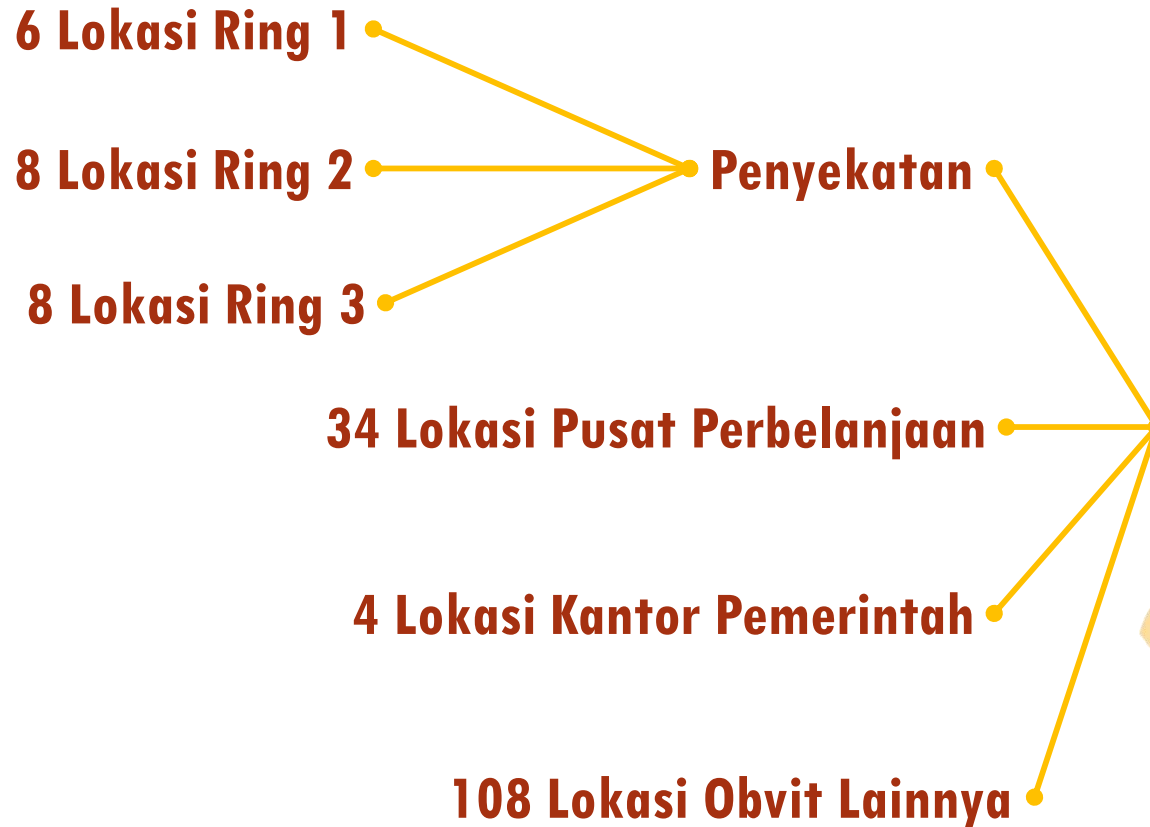 6 Lokasi Ring 1
8 Lokasi Ring 2
Penyekatan
8 Lokasi Ring 3
34 Lokasi Pusat Perbelanjaan
4 Lokasi Kantor Pemerintah
108 Lokasi Obvit Lainnya